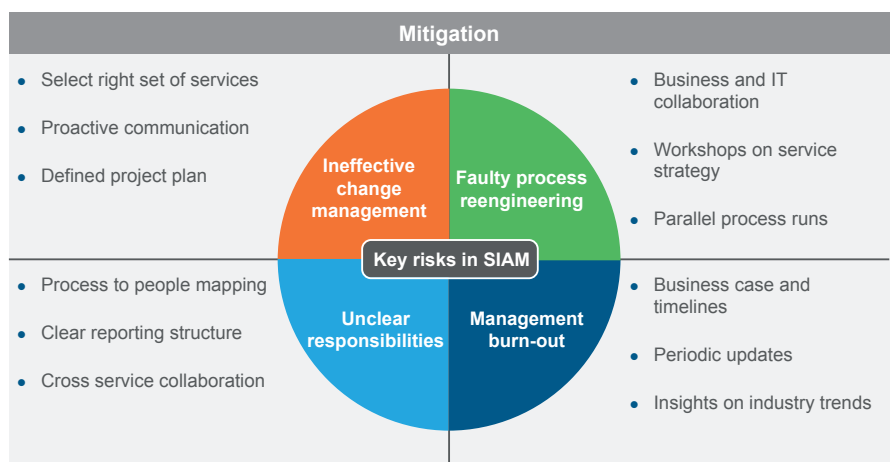 Mitigation
Select right set of services
Proactive communication
Defined project plan
Business and IT
collaboration
Workshops on service
strategy
Parallel process runs
Ineffective
change
management
Faulty process
reengineering
Key risks in SIAM
Unclear
responsibilities
Management
burn-out
Process to people mapping
Clear reporting structure
Cross service collaboration
Business case and
timelines
Periodic updates
Insights on industry trends